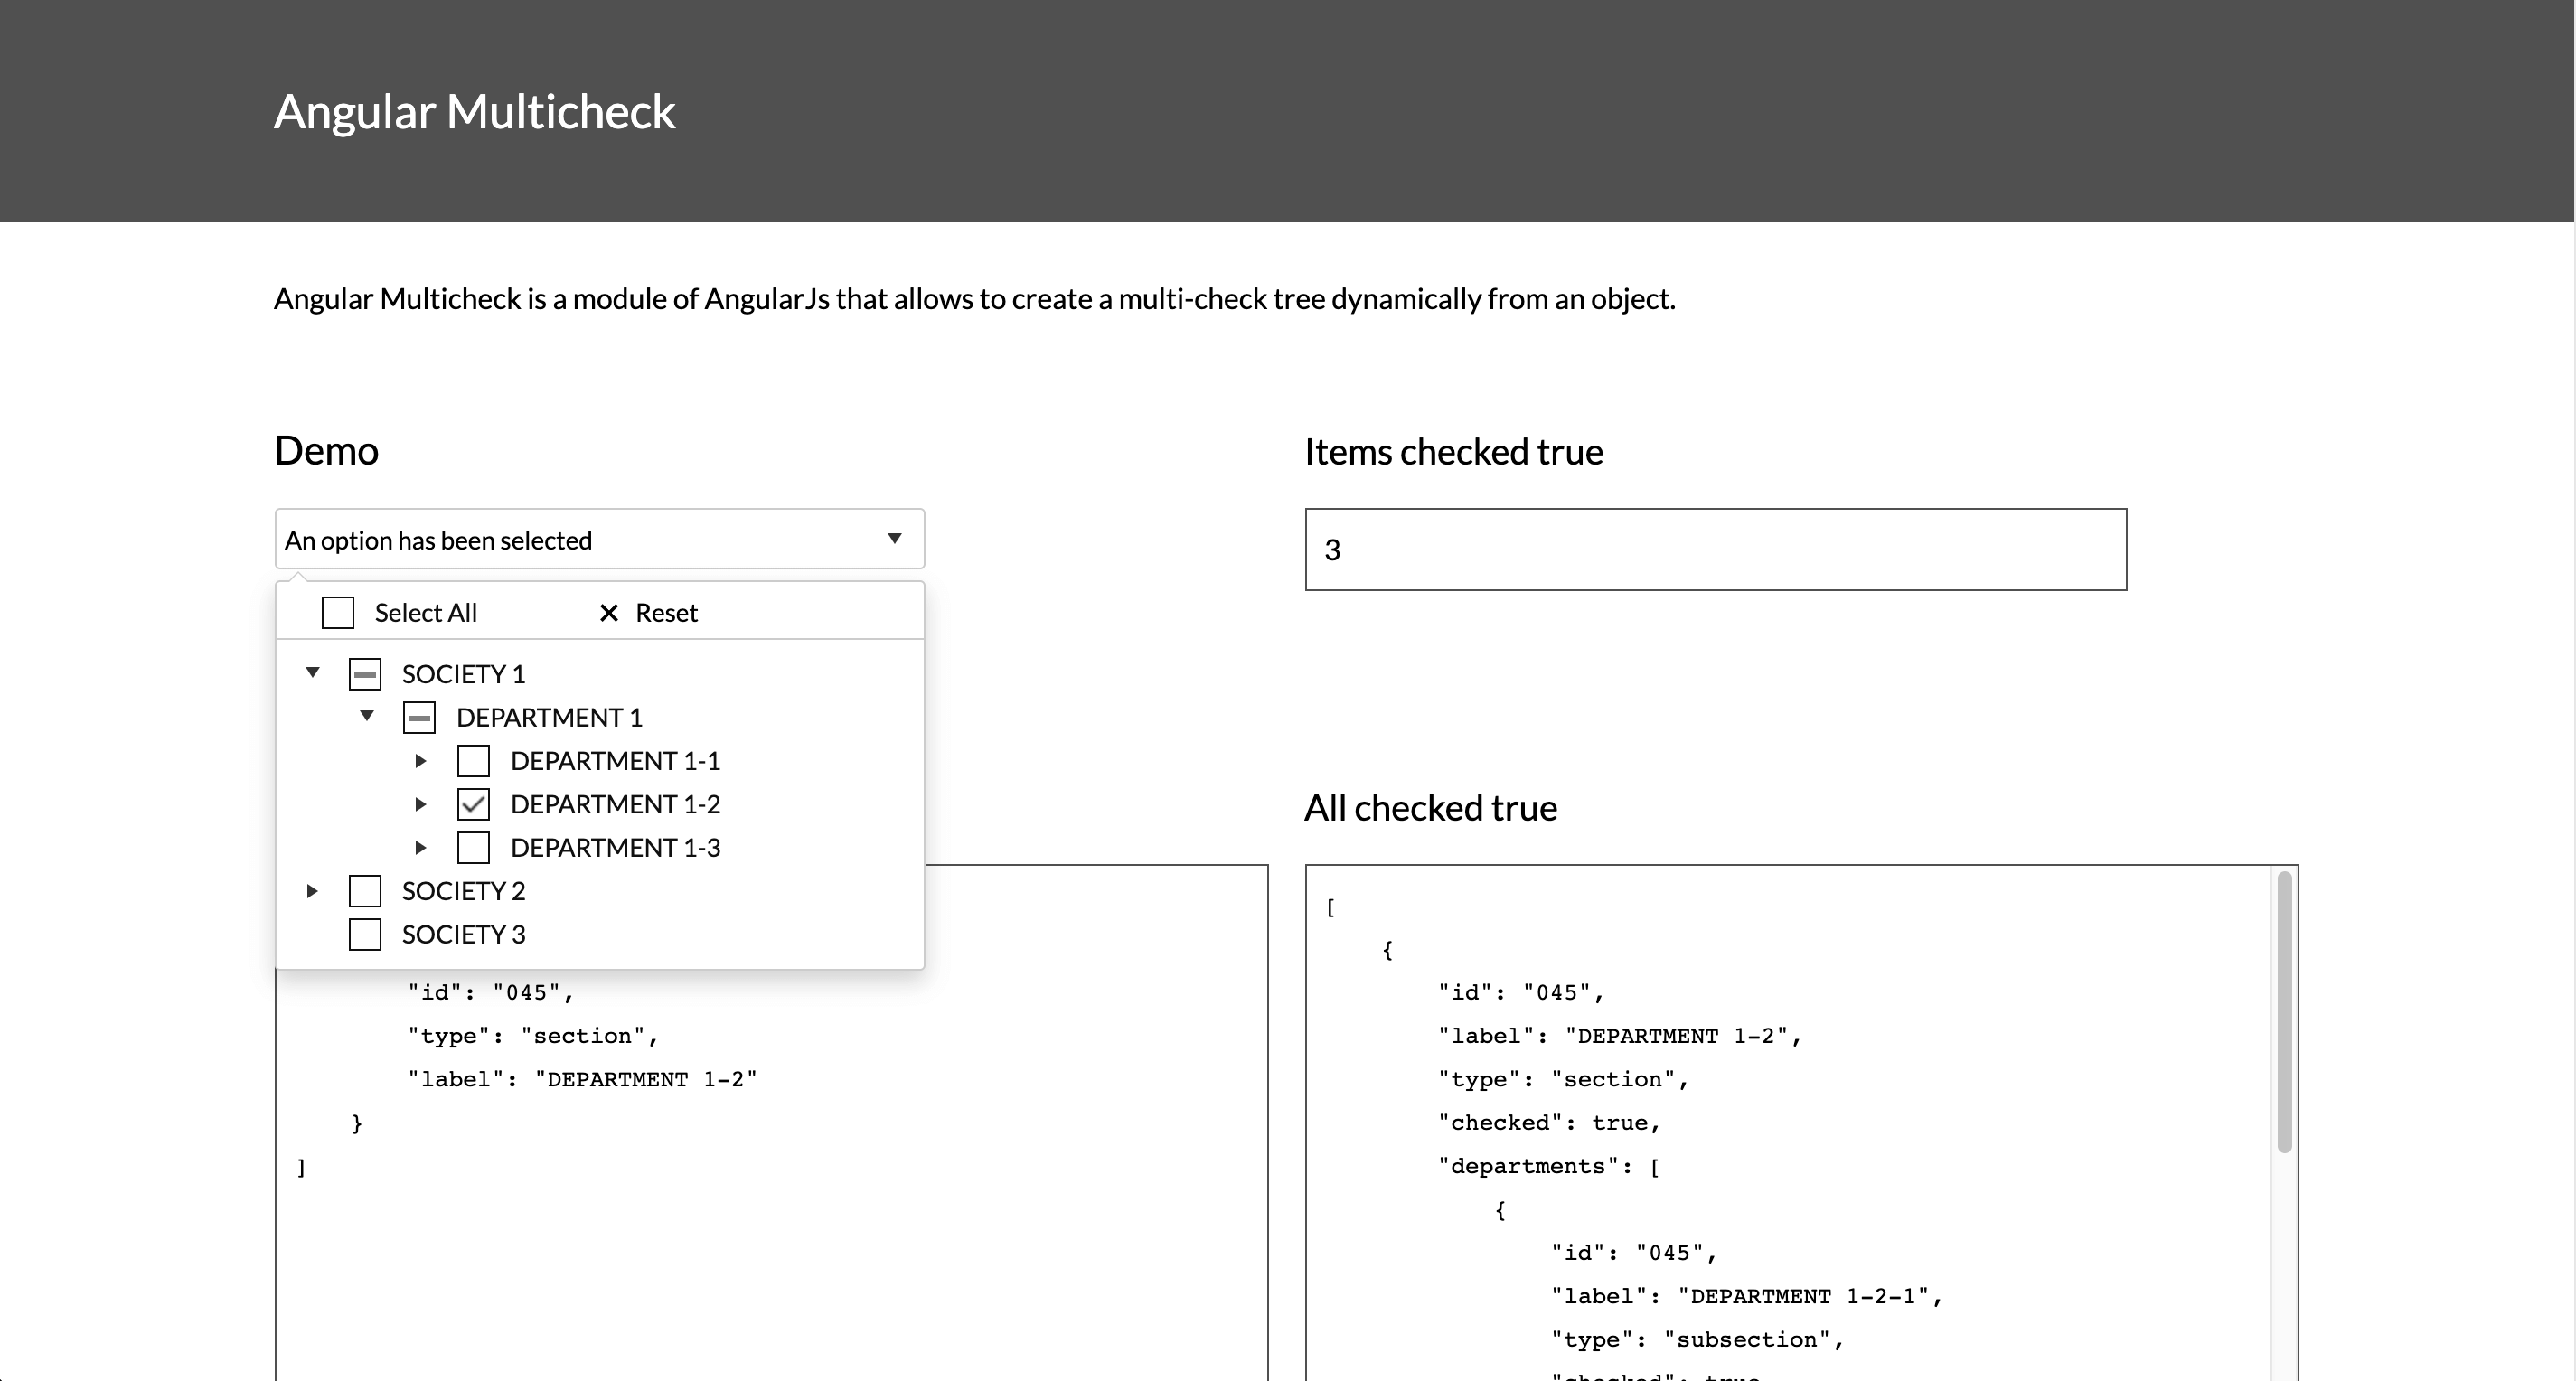 Angular Multicheck
Angular Multicheck is a module of AngularJs that allows to create a multi-check tree dynamically from an object.
Demo
An option has been selected
Select All
Reset
SOCIETY 1
DEPARTMENT 1
DEPARTMENT 1-1
DEPARTMENT 1-2
DEPARTMENT 1-3
SOCIETY 2
SOCIETY 3
"id": "045",
"type": "section",
"label": "DEPARTMENT 1-2"
}
]
Items checked true
3
All checked true
[
{
"id": "045",
"label": "DEPARTMENT 1-2",
"type": "section",
"checked": true,
"departments": [
{
"id": "045",
"label": "DEPARTMENT 1-2-1",
"type": "subsection",
"checked": true